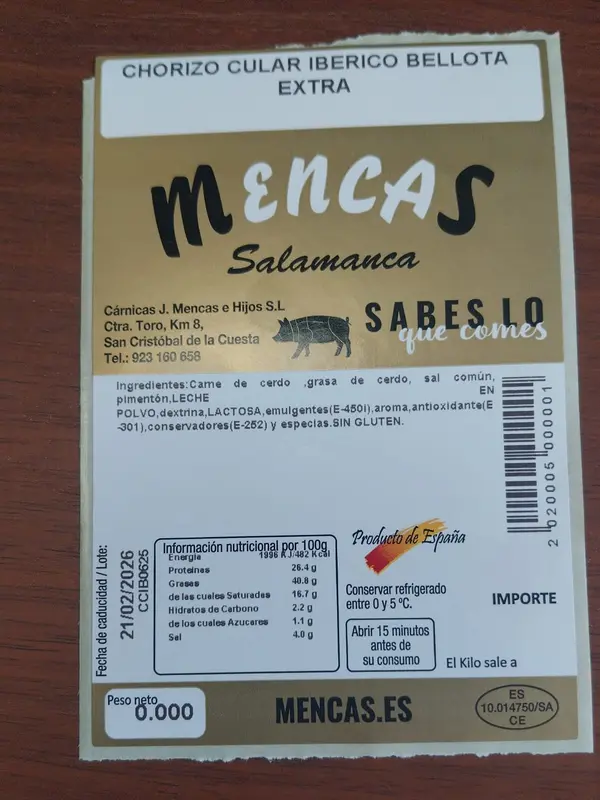 CHORIZO CULAR IBERICO BELLOTA
EXTRA
MENCAS
Salamanca
Cárnicas J. Mencas e Hijos S.L
Ctra. Toro, Km 8,
San Cristóbal de la Cuesta
Tel.: 923 160 658
SABES LO
que comes
Ingredientes:Carne de cerdo ,grasa de cerdo, sal común,
pimentón,LECHE EN
POLVO,dextrina,LACTOSA,emulgentes(E-450i),aroma,antioxidante(E
-301),conservadores(E-252) y especias.SIN GLUTEN.
2 020005 000001
Fecha de caducidad / Lote:
21/02/2026
CCIB0625
Información nutricional por 100g
Energía 1996 KJ/482 Kcal
Proteinas 26.4 g
Grasas 40.8 g
de las cuales Saturadas 16.7 g
Hidratos de Carbono 2.2 g
de los cuales Azucares 1.1 g
Sal 4.0 g
Producto de España
Conservar refrigerado
entre 0 y 5 ºC.
Abrir 15 minutos
antes de
su consumo
IMPORTE
El Kilo sale a
Peso neto
0.000
MENCAS.ES
ES
10.014750/SA
CE